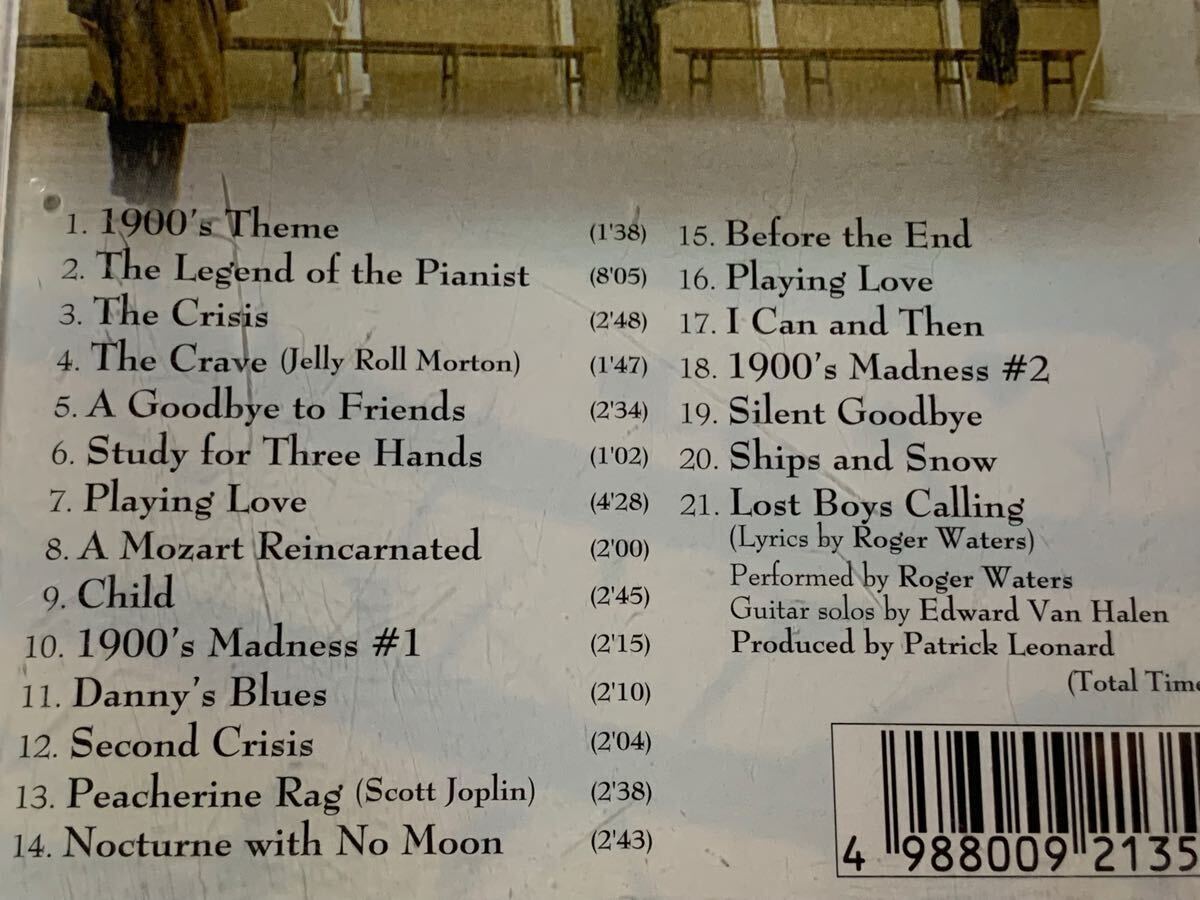 1. 1900's Theme (1'38)
2. The Legend of the Pianist (8'05)
3. The Crisis (2'48)
4. The Crave (Jelly Roll Morton) (1'47)
5. A Goodbye to Friends (2'34)
6. Study for Three Hands (1'02)
7. Playing Love (4'28)
8. A Mozart Reincarnated (2'00)
9. Child (2'45)
10. 1900's Madness #1 (2'15)
11. Danny's Blues (2'10)
12. Second Crisis (2'04)
13. Peacherine Rag (Scott Joplin) (2'38)
14. Nocturne with No Moon (2'43)
15. Before the End
16. Playing Love
17. I Can and Then
18. 1900's Madness #2
19. Silent Goodbye
20. Ships and Snow
21. Lost Boys Calling
(Lyrics by Roger Waters)
Performed by Roger Waters
Guitar solos by Edward Van Halen
Produced by Patrick Leonard
(Total Time
4 988009 2135